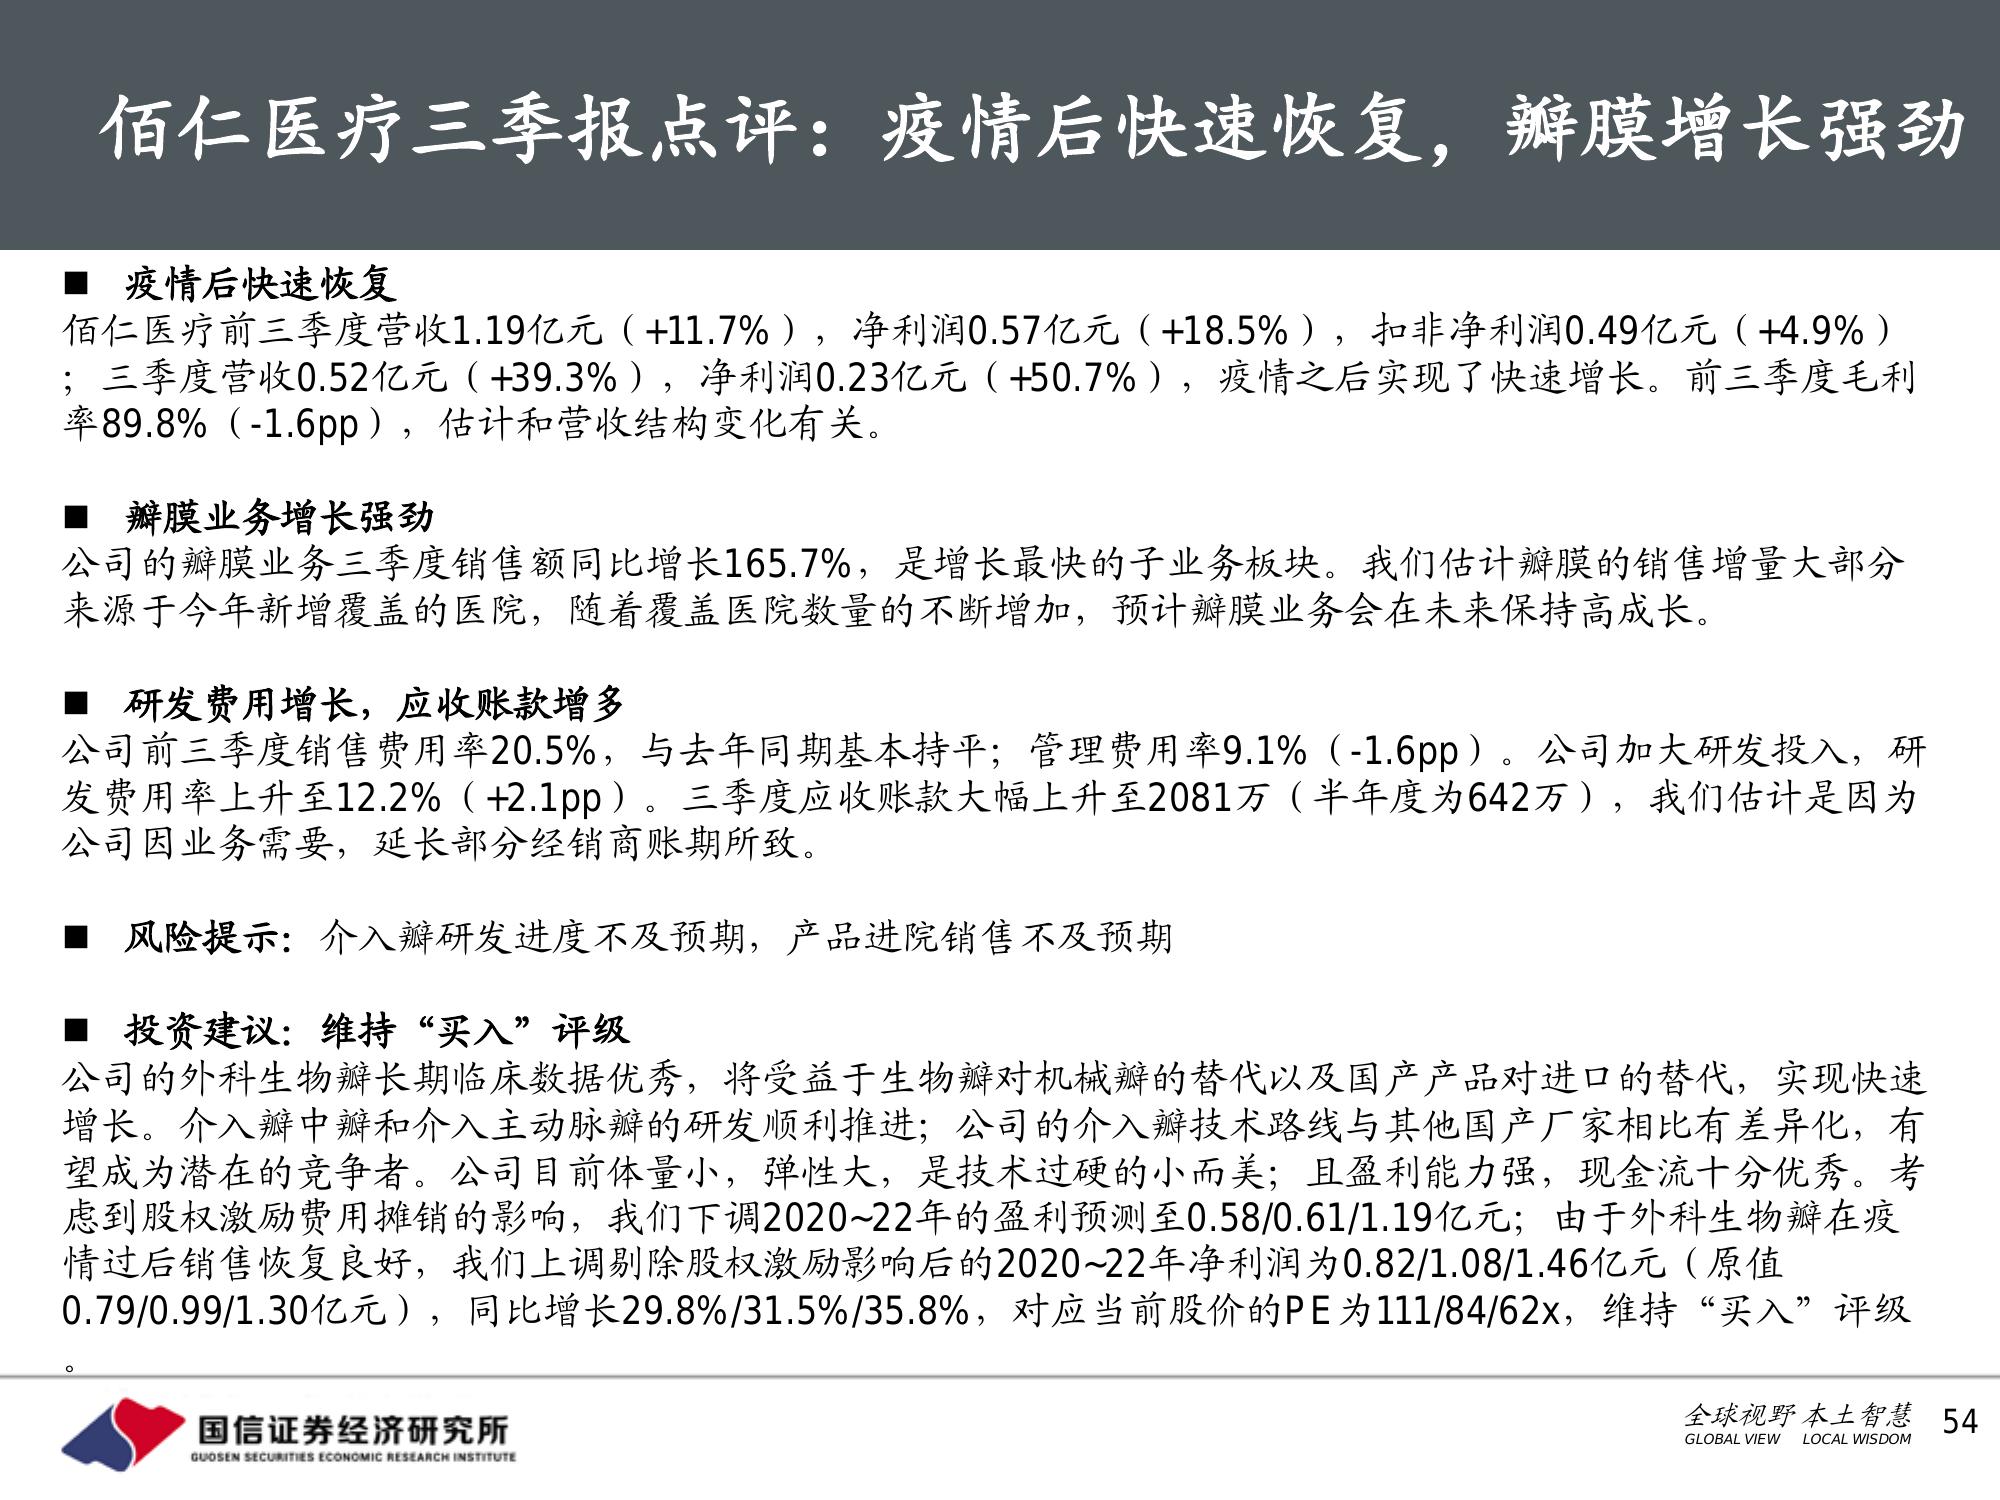 佰仁医疗三季报点评：疫情后快速恢复，瓣膜增长强劲
■ 疫情后快速恢复
佰仁医疗前三季度营收1.19亿元（+11.7%），净利润0.57亿元（+18.5%），扣非净利润0.49亿元（+4.9%）
；三季度营收0.52亿元（+39.3%），净利润0.23亿元（+50.7%），疫情之后实现了快速增长。前三季度毛利
率89.8%（-1.6pp），估计和营收结构变化有关。
■ 瓣膜业务增长强劲
公司的瓣膜业务三季度销售额同比增长165.7%，是增长最快的子业务板块。我们估计瓣膜的销售增量大部分
来源于今年新增覆盖的医院，随着覆盖医院数量的不断增加，预计瓣膜业务会在未来保持高成长。
■ 研发费用增长，应收账款增多
公司前三季度销售费用率20.5%，与去年同期基本持平；管理费用率9.1%（-1.6pp）。公司加大研发投入，研
发费用率上升至12.2%（+2.1pp）。三季度应收账款大幅上升至2081万（半年度为642万），我们估计是因为
公司因业务需要，延长部分经销商账期所致。
■ 风险提示：介入瓣研发进度不及预期，产品进院销售不及预期
■ 投资建议：维持“买入”评级
公司的外科生物瓣长期临床数据优秀，将受益于生物瓣对机械瓣的替代以及国产产品对进口的替代，实现快速
增长。介入瓣中瓣和介入主动脉瓣的研发顺利推进；公司的介入瓣技术路线与其他国产厂家相比有差异化，有
望成为潜在的竞争者。公司目前体量小，弹性大，是技术过硬的小而美；且盈利能力强，现金流十分优秀。考
虑到股权激励费用摊销的影响，我们下调2020~22年的盈利预测至0.58/0.61/1.19亿元；由于外科生物瓣在疫
情过后销售恢复良好，我们上调剔除股权激励影响后的2020~22年净利润为0.82/1.08/1.46亿元（原值
0.79/0.99/1.30亿元），同比增长29.8%/31.5%/35.8%，对应当前股价的PE为111/84/62x，维持“买入”评级
。
国信证券经济研究所
GUOSEN SECURITIES ECONOMIC RESEARCH INSTITUTE
全球视野 本土智慧
GLOBAL VIEW LOCAL WISDOM
54